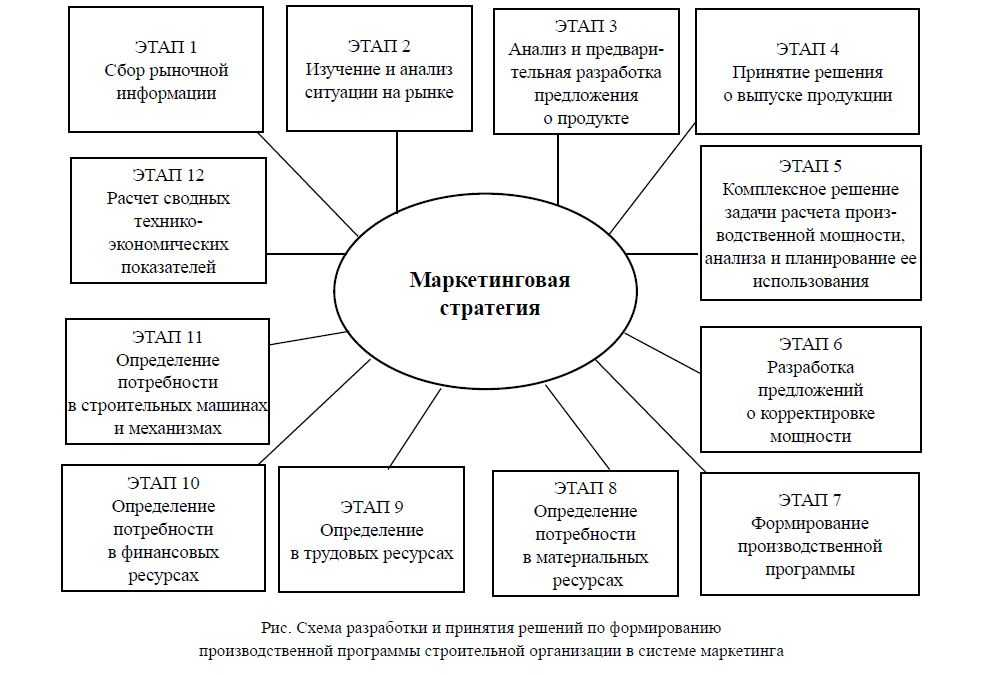 ЭТАП 1
Сбор рыночной
информации
ЭТАП 2
Изучение и анализ
ситуации на рынке
ЭТАП 3
Анализ и предвари-
тельная разработка
предложения
о продукте
ЭТАП 4
Принятие решения
о выпуске продукции
ЭТАП 12
Расчет сводных
технико-
экономических
показателей
ЭТАП 5
Комплексное решение
задачи расчета произ-
водственной мощности,
анализа и планирование ее
использования
Маркетинговая
стратегия
ЭТАП 11
Определение
потребности
в строительных машинах
и механизмах
ЭТАП 6
Разработка
предложений
о корректировке
мощности
ЭТАП 10
Определение
потребности
в финансовых
ресурсах
ЭТАП 9
Определение
в трудовых ресурсах
ЭТАП 8
Определение
потребности
в материальных
ресурсах
ЭТАП 7
Формирование
производственной
программы
Рис. Схема разработки и принятия решений по формированию
производственной программы строительной организации в системе маркетинга